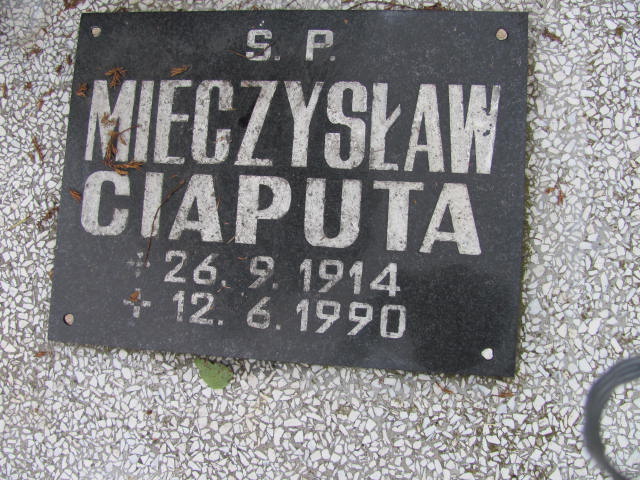 S. P.
MIECZYSŁAW
CIAPUTA
+ 26. 9. 1914
+ 12. 6. 1990